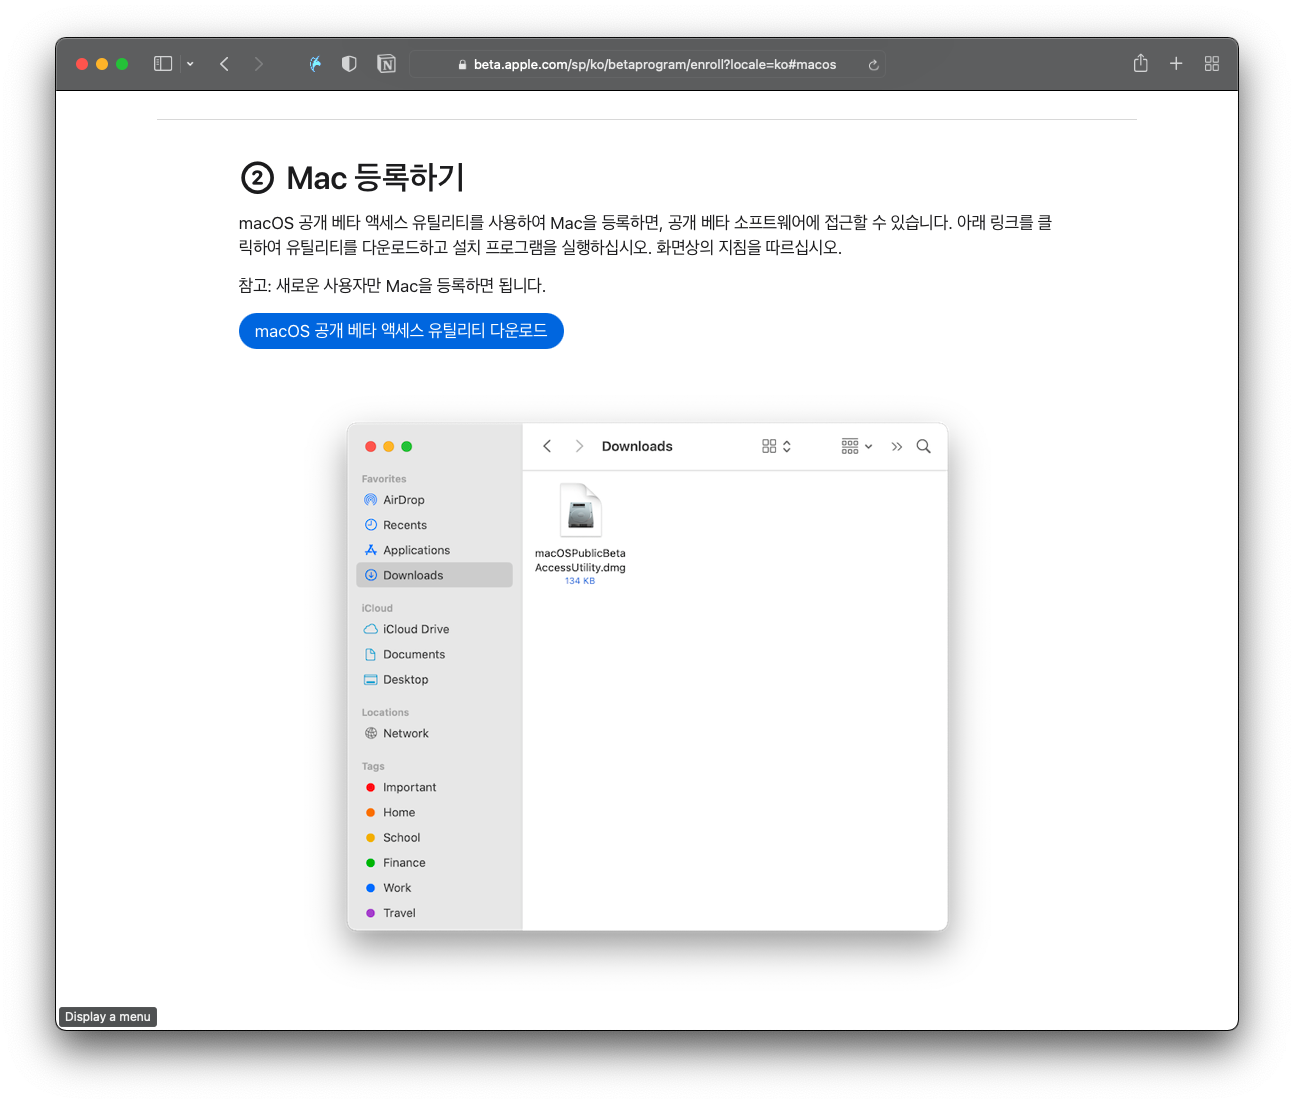 beta.apple.com/sp/ko/betaprogram/enroll?locale=ko#macos
② Mac 등록하기
macOS 공개 베타 액세스 유틸리티를 사용하여 Mac을 등록하면, 공개 베타 소프트웨어에 접근할 수 있습니다. 아래 링크를 클
릭하여 유틸리티를 다운로드하고 설치 프로그램을 실행하십시오. 화면상의 지침을 따르십시오.
참고: 새로운 사용자만 Mac을 등록하면 됩니다.
macOS 공개 베타 액세스 유틸리티 다운로드
Downloads
Favorites
AirDrop
Recents
Applications
Downloads
iCloud
iCloud Drive
Documents
Desktop
Locations
Network
Tags
Important
Home
School
Finance
Work
Travel
macOSPublicBeta
AccessUtility.dmg
134 KB
Display a menu